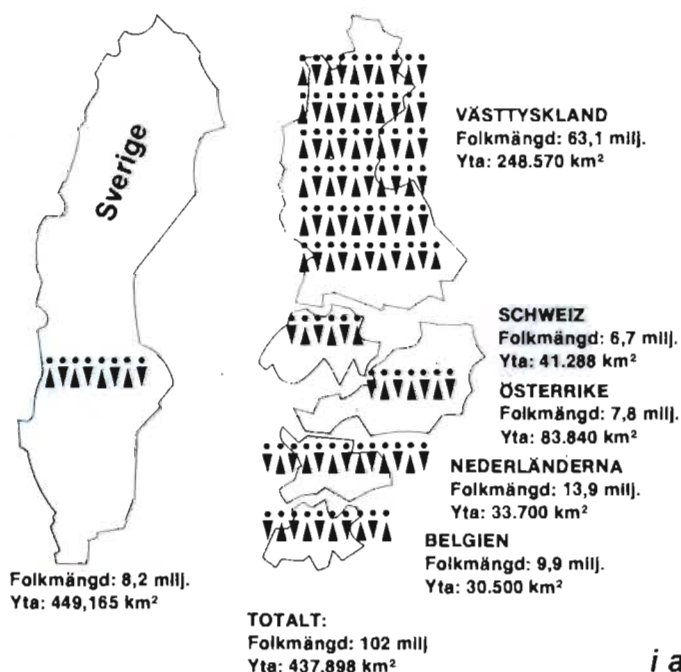 Sverige
Folkmängd: 8,2 milj.
Yta: 449,165 km²
VÄSTTYSKLAND
Folkmängd: 63,1 milj.
Yta: 248.570 km²
SCHWEIZ
Folkmängd: 6,7 milj.
Yta: 41.288 km²
ÖSTERRIKE
Folkmängd: 7,8 milj.
Yta: 83.840 km²
NEDERLÄNDERNA
Folkmängd: 13,9 milj.
Yta: 33.700 km²
BELGIEN
Folkmängd: 9,9 milj.
Yta: 30.500 km²
TOTALT:
Folkmängd: 102 milj
Yta: 437.898 km²
i a